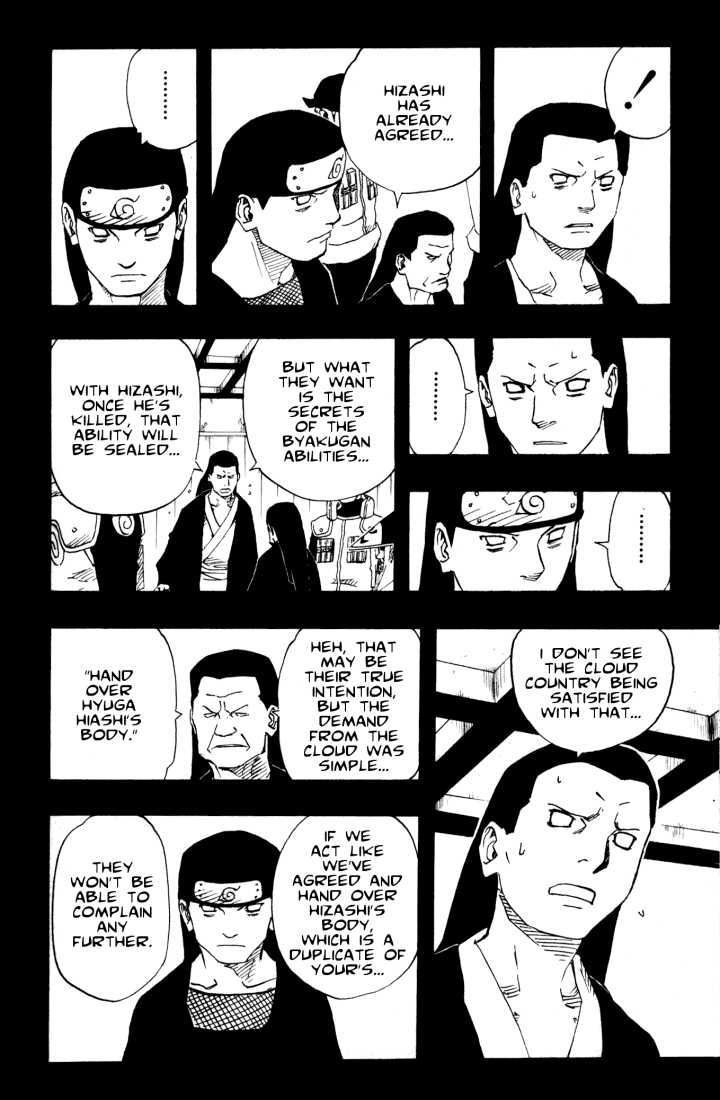 !
HIZASHI
HAS
ALREADY
AGREED...
........
........
........
BUT WHAT
THEY WANT
IS THE
SECRETS
OF THE
BYAKUGAN
ABILITIES...
WITH HIZASHI,
ONCE HE'S
KILLED, THAT
ABILITY WILL
BE SEALED...
I DON'T SEE
THE CLOUD
COUNTRY BEING
SATISFIED
WITH THAT...
HEH, THAT
MAY BE
THEIR TRUE
INTENTION,
BUT THE
DEMAND
FROM THE
CLOUD WAS
SIMPLE...
"HAND
OVER
HYUGA
HIASHI'S
BODY."
IF WE
ACT LIKE
WE'VE
AGREED AND
HAND OVER
HIZASHI'S
BODY,
WHICH IS A
DUPLICATE OF
YOUR'S...
THEY
WON'T BE
ABLE TO
COMPLAIN
ANY
FURTHER.